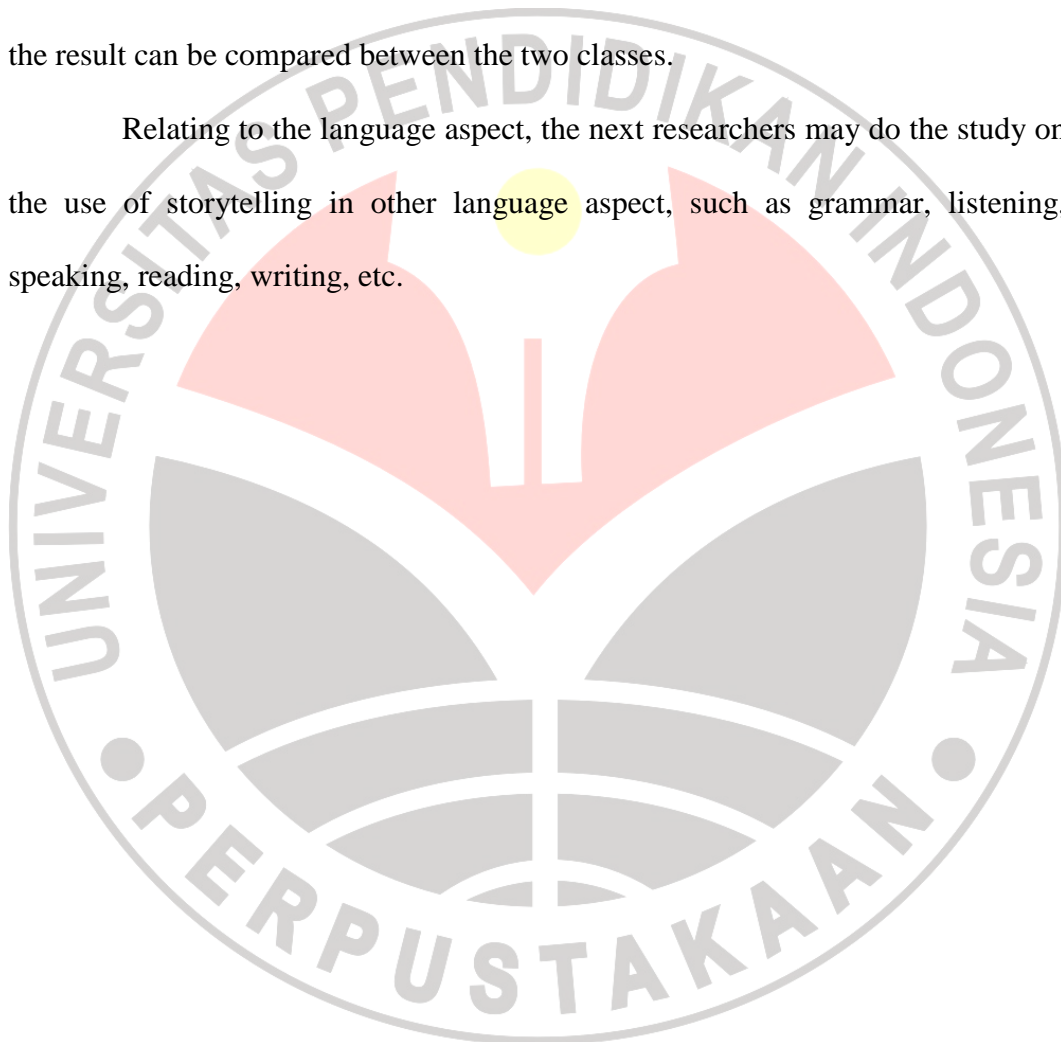 the result can be compared between the two classes.
Relating to the language aspect, the next researchers may do the study on
the use of storytelling in other language aspect, such as grammar, listening,
speaking, reading, writing, etc.
UNIVERSITAS PENDIDIKAN INDONESIA
PERPUSTAKAAN